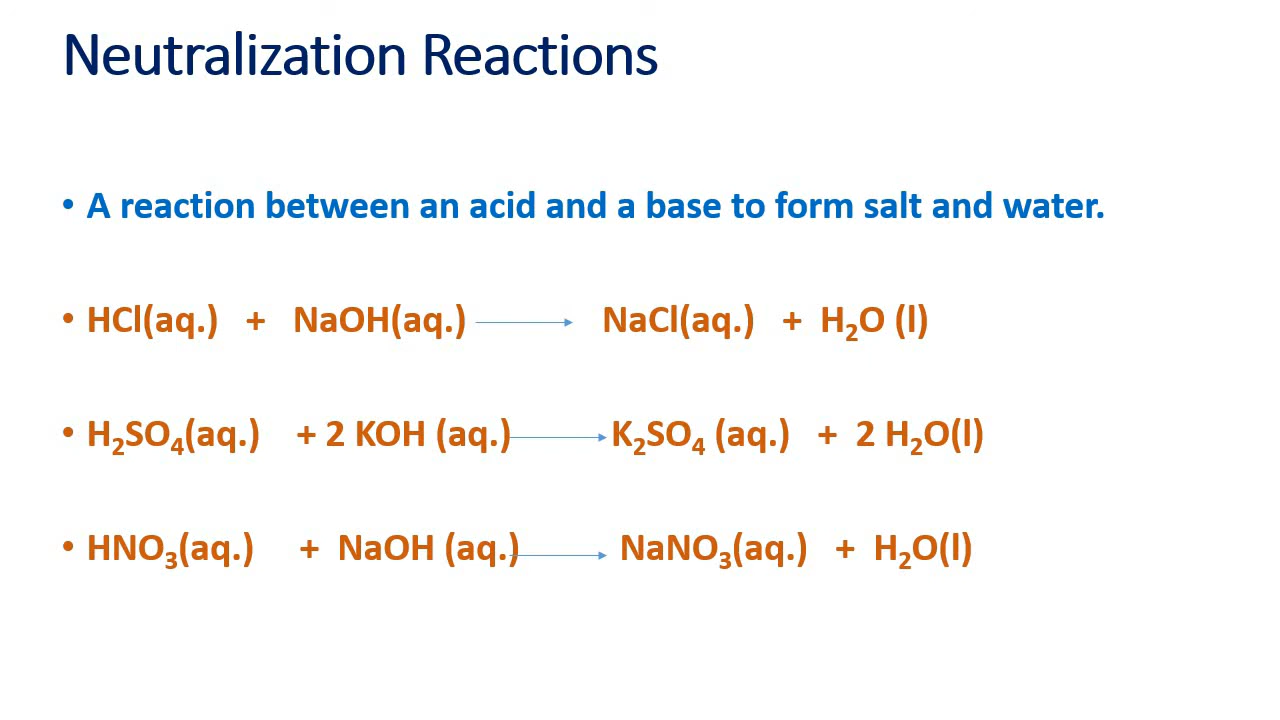 Neutralization Reactions
• A reaction between an acid and a base to form salt and water.
• HCl(aq.) + NaOH(aq.) ⟶ NaCl(aq.) + H₂O (l)
• H₂SO₄(aq.) + 2 KOH (aq.) ⟶ K₂SO₄ (aq.) + 2 H₂O(l)
• HNO₃(aq.) + NaOH (aq.) ⟶ NaNO₃(aq.) + H₂O(l)